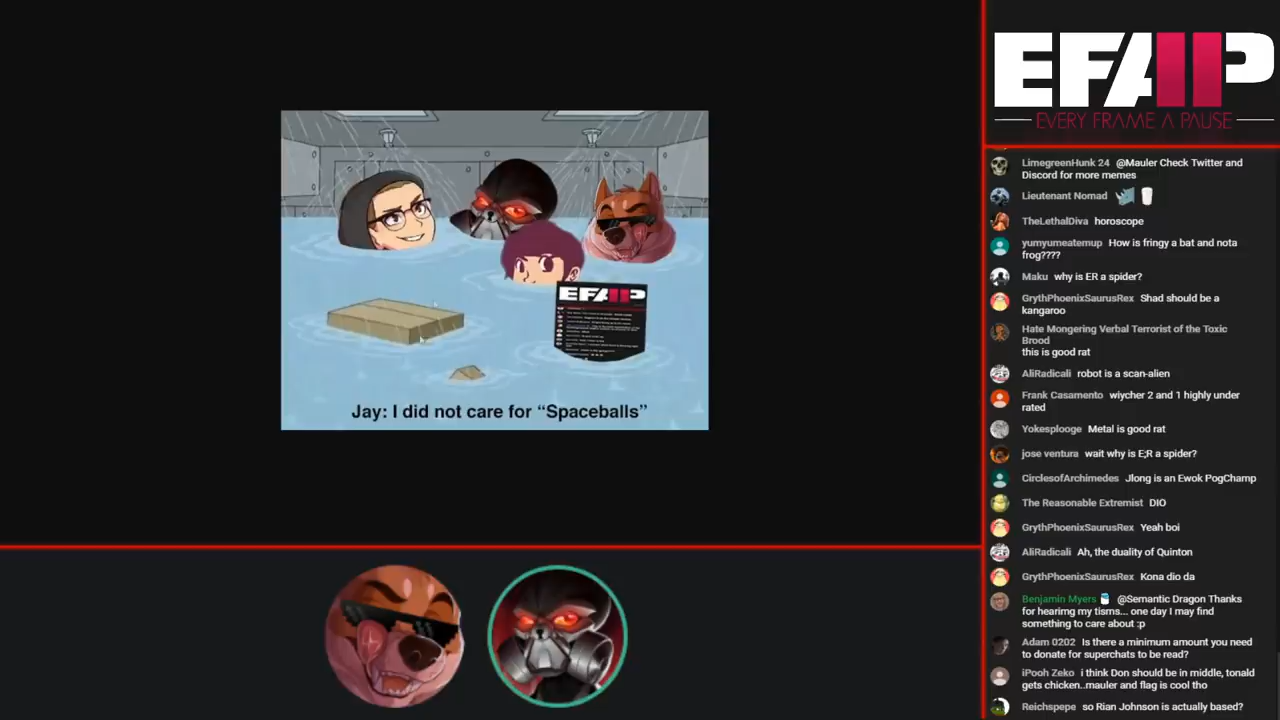 EFAP
EVERY FRAME A PAUSE
EFAP
Jay: I did not care for “Spaceballs”
LimegreenHunk 24 @Mauler Check Twitter and
Discord for more memes
Lieutenant Nomad
TheLethalDiva horoscope
yumyumeatemup How is fringy a bat and nota
frog????
Maku why is ER a spider?
GrythPhoenixSaurusRex Shad should be a
kangaroo
Hate Mongering Verbal Terrorist of the Toxic
Brood
this is good rat
AliRadicali robot is a scan-alien
Frank Casamento wiycher 2 and 1 highly under
rated
Yokesplooge Metal is good rat
jose ventura wait why is E;R a spider?
CirclesofArchimedes Jlong is an Ewok PogChamp
The Reasonable Extremist DIO
GrythPhoenixSaurusRex Yeah boi
AliRadicali Ah, the duality of Quinton
GrythPhoenixSaurusRex Kona dio da
Benjamin Myers @Semantic Dragon Thanks
for hearing my tisms... one day I may find
something to care about :p
Adam 0202 Is there a minimum amount you need
to donate for superchats to be read?
iPooh Zeko i think Don should be in middle, tonald
gets chicken..mauler and flag is cool tho
Reichspepe so Rian Johnson is actually based?